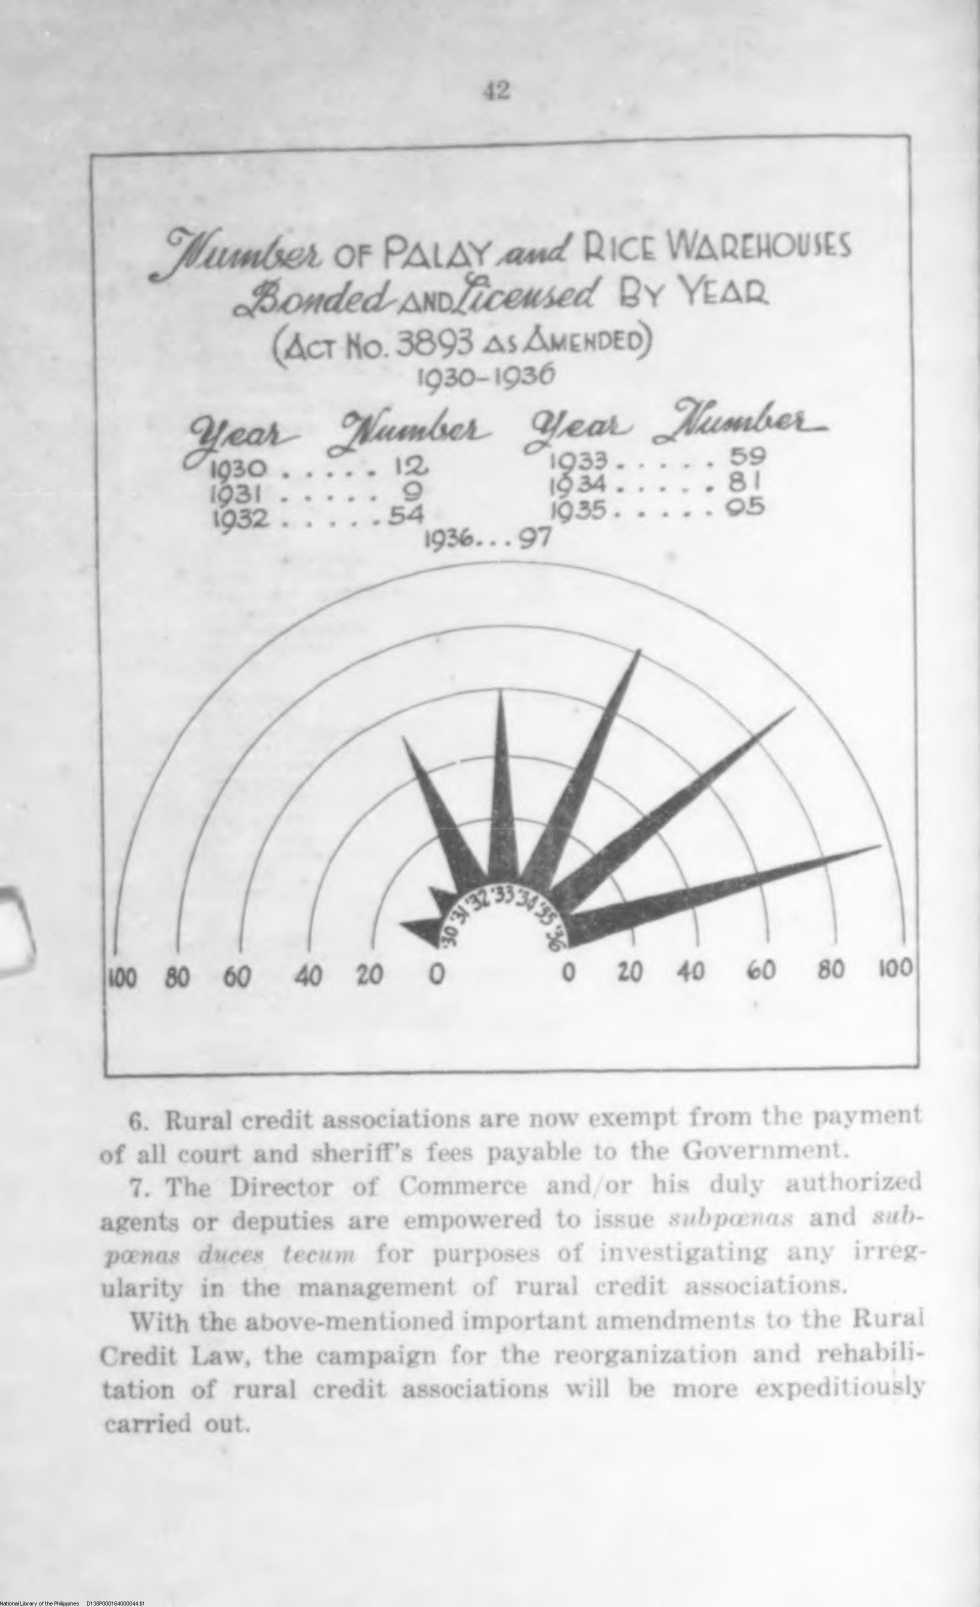 42
Number OF PALAY and RICE WAREHOUSES
Bonded AND Licensed BY YEAR
(ACT No. 3893 AS AMENDED)
1930-1936
Year Number Year Number
1930 ..... 12 1933 ..... 59
1931 ..... 9 1934 ..... 81
1932 ..... 54 1935 ..... 95
1936...97
'30 '31 '32 '33 '34 '35 '36
100 80 60 40 20 0 0 20 40 60 80 100
6. Rural credit associations are now exempt from the payment
of all court and sheriff's fees payable to the Government.
7. The Director of Commerce and/or his duly authorized
agents or deputies are empowered to issue subpœnas and sub-
pœnas duces tecum for purposes of investigating any irreg-
ularity in the management of rural credit associations.
With the above-mentioned important amendments to the Rural
Credit Law, the campaign for the reorganization and rehabili-
tation of rural credit associations will be more expeditiously
carried out.
National Library of the Philippines